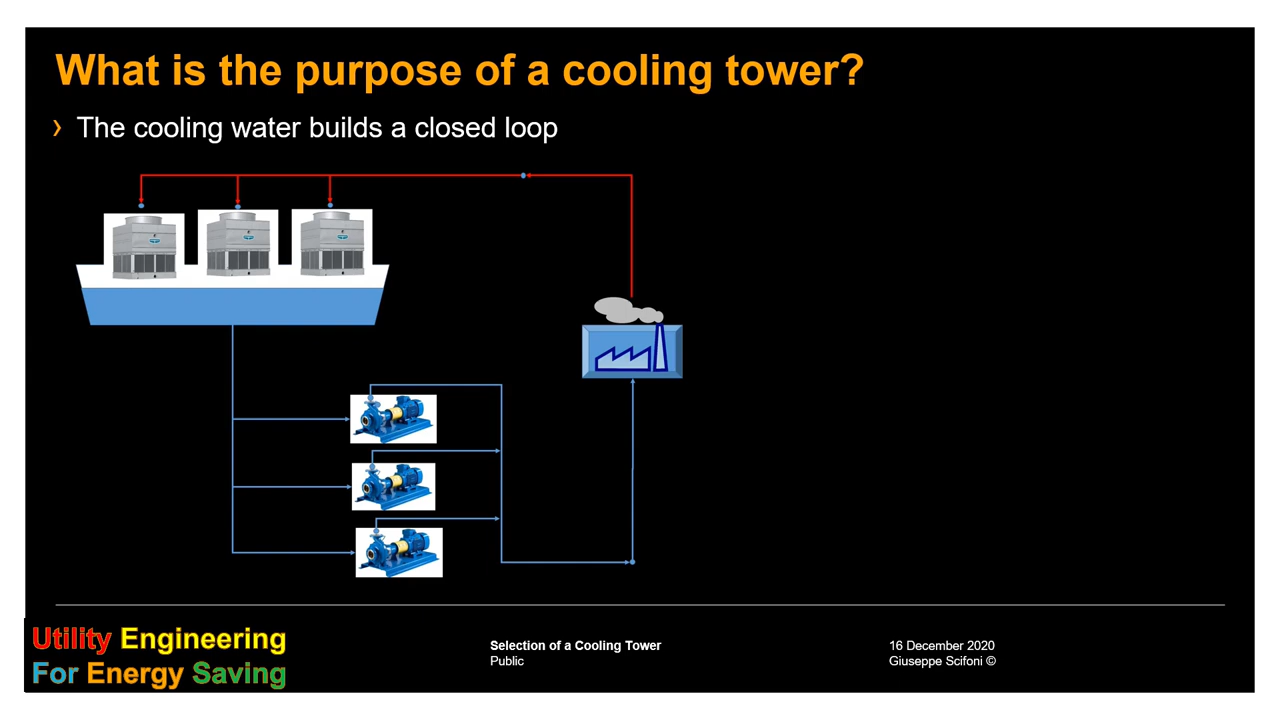 What is the purpose of a cooling tower?
› The cooling water builds a closed loop
Utility Engineering
For Energy Saving
Selection of a Cooling Tower
Public
16 December 2020
Giuseppe Scifoni ©